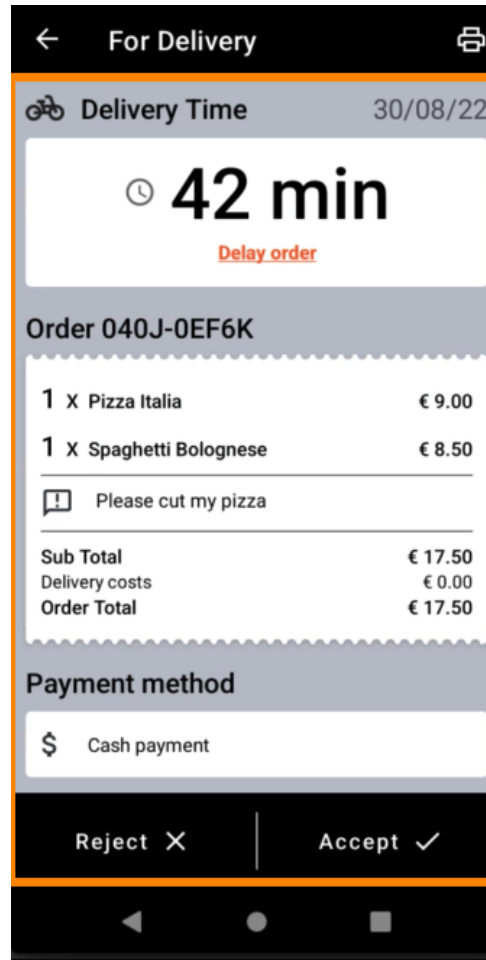 For Delivery
Delivery Time 30/08/22
42 min
Delay order
Order 040J-0EF6K
1 x Pizza Italia € 9.00
1 x Spaghetti Bolognese € 8.50
Please cut my pizza
Sub Total € 17.50
Delivery costs € 0.00
Order Total € 17.50
Payment method
$ Cash payment
Reject Accept